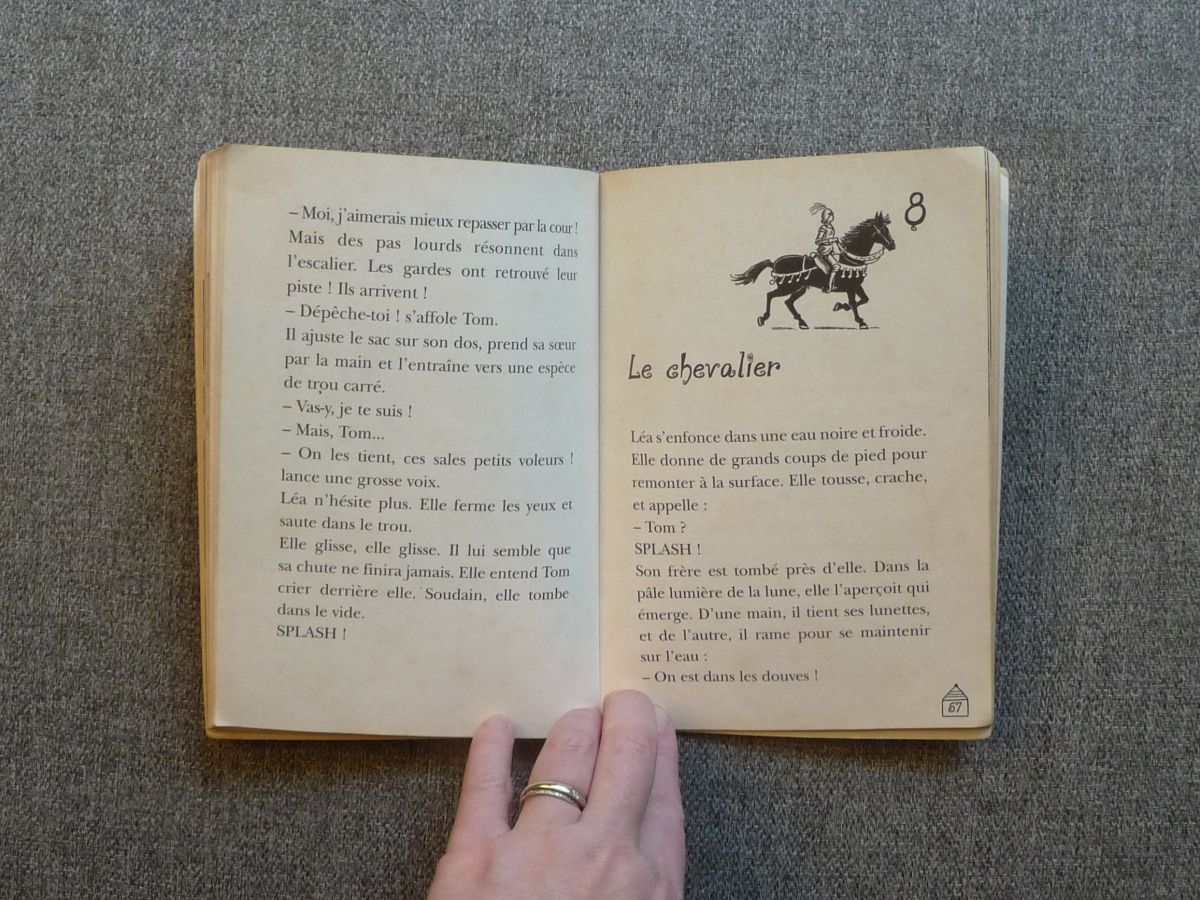 – Moi, j'aimerais mieux repasser par la cour !
Mais des pas lourds résonnent dans
l'escalier. Les gardes ont retrouvé leur
piste ! Ils arrivent !
– Dépêche-toi ! s'affole Tom.
Il ajuste le sac sur son dos, prend sa sœur
par la main et l'entraîne vers une espèce
de trou carré.
– Vas-y, je te suis !
– Mais, Tom...
– On les tient, ces sales petits voleurs !
lance une grosse voix.
Léa n'hésite plus. Elle ferme les yeux et
saute dans le trou.
Elle glisse, elle glisse. Il lui semble que
sa chute ne finira jamais. Elle entend Tom
crier derrière elle. Soudain, elle tombe
dans le vide.
SPLASH !
8
Le chevalier
Léa s'enfonce dans une eau noire et froide.
Elle donne de grands coups de pied pour
remonter à la surface. Elle tousse, crache,
et appelle :
– Tom ?
SPLASH !
Son frère est tombé près d'elle. Dans la
pâle lumière de la lune, elle l'aperçoit qui
émerge. D'une main, il tient ses lunettes,
et de l'autre, il rame pour se maintenir
sur l'eau :
– On est dans les douves !
67